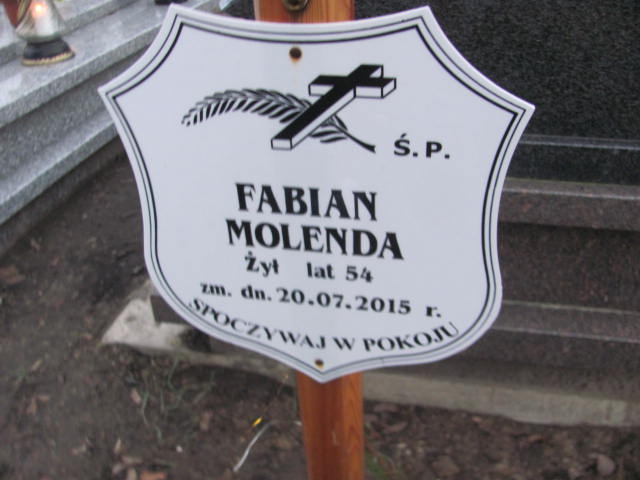 Ś.P.
FABIAN
MOLENDA
Żył lat 54
zm. dn. 20.07.2015 r.
SPOCZYWAJ W POKOJU